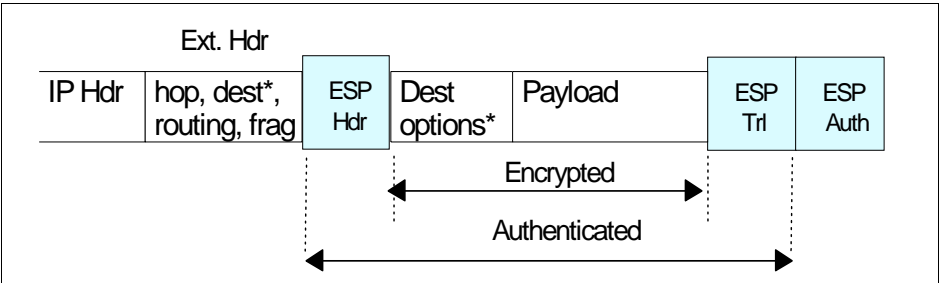 Ext. Hdr
IP Hdr
hop, dest*,
routing, frag
ESP
Hdr
Dest
options*
Payload
ESP
Trl
ESP
Auth
Encrypted
Authenticated